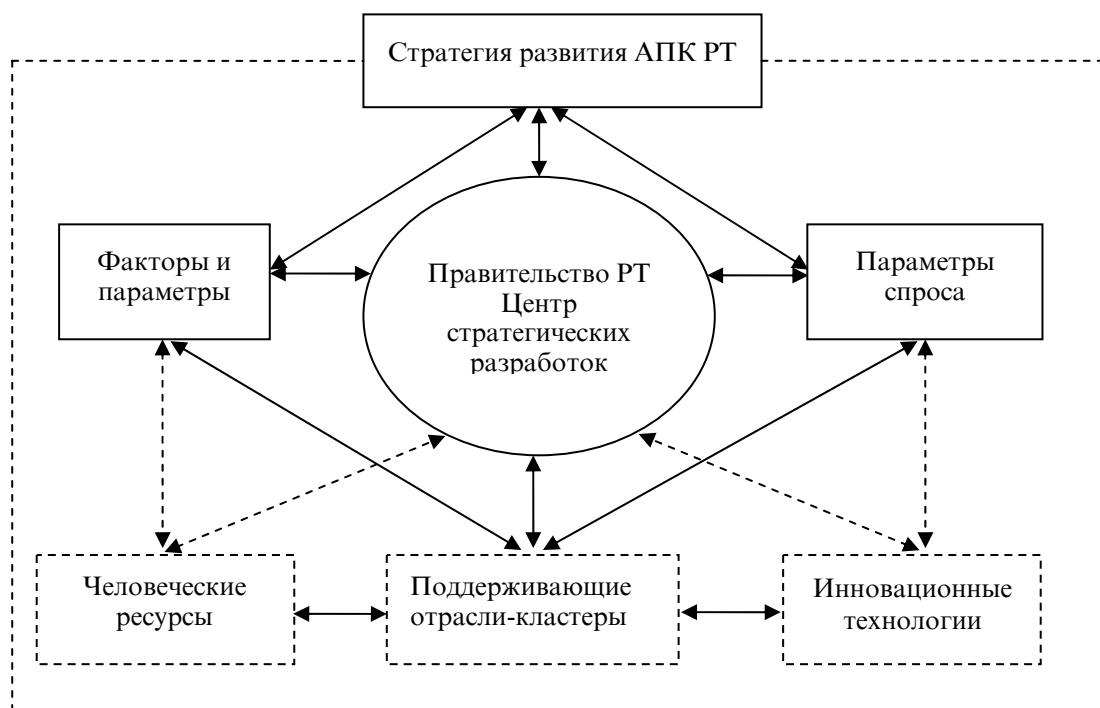 Стратегия развития АПК РТ
Факторы и
параметры
Правительство РТ
Центр
стратегических
разработок
Параметры
спроса
Человеческие
ресурсы
Поддерживающие
отрасли-кластеры
Инновационные
технологии